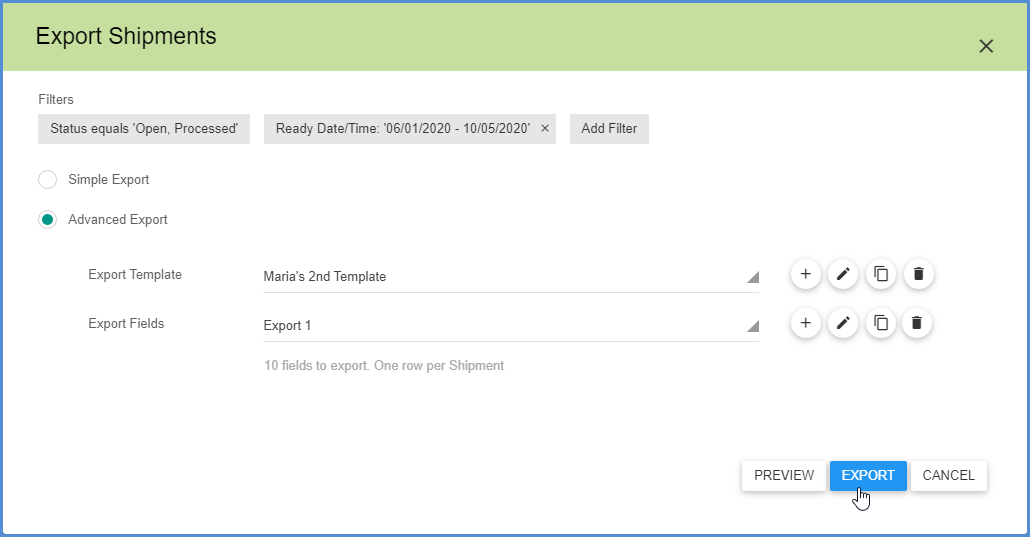 Export Shipments
Filters
Status equals 'Open, Processed'
Ready Date/Time: '06/01/2020 - 10/05/2020' ×
Add Filter
Simple Export
Advanced Export
Export Template
Maria's 2nd Template
Export Fields
Export 1
10 fields to export. One row per Shipment
PREVIEW
EXPORT
CANCEL